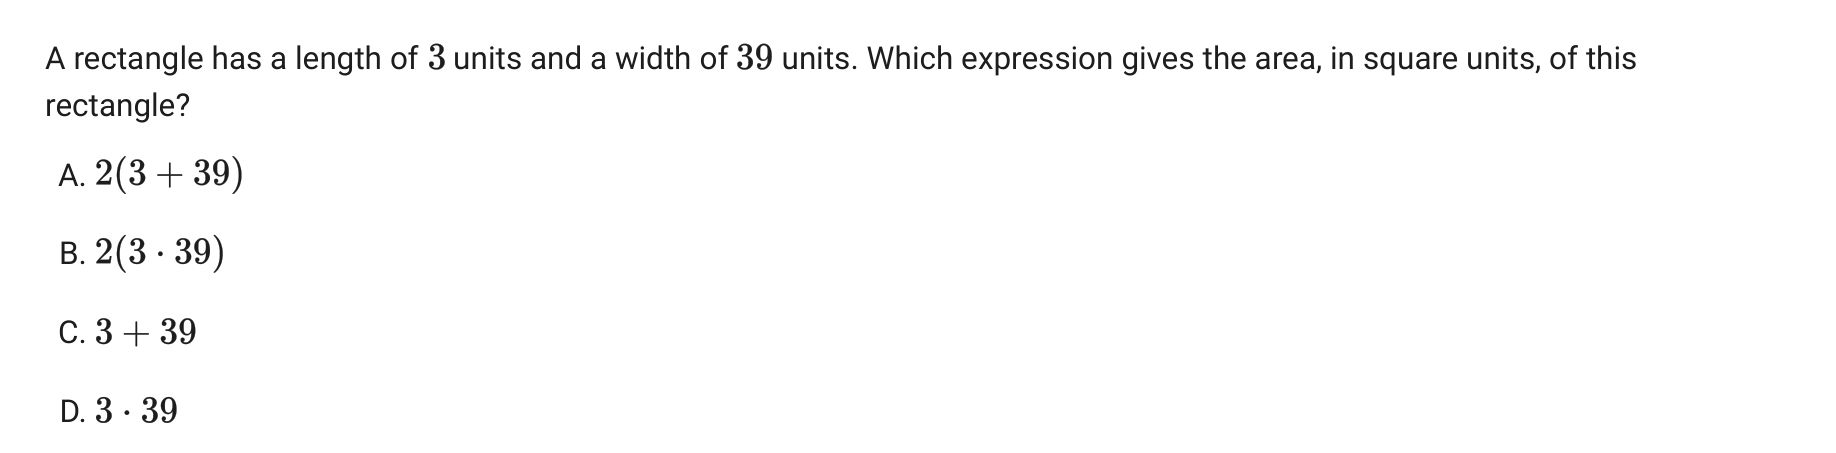 A rectangle has a length of 3 units and a width of 39 units. Which expression gives the area, in square units, of this
rectangle?
A. 2(3 + 39)
B. 2(3 · 39)
C. 3 + 39
D. 3 · 39